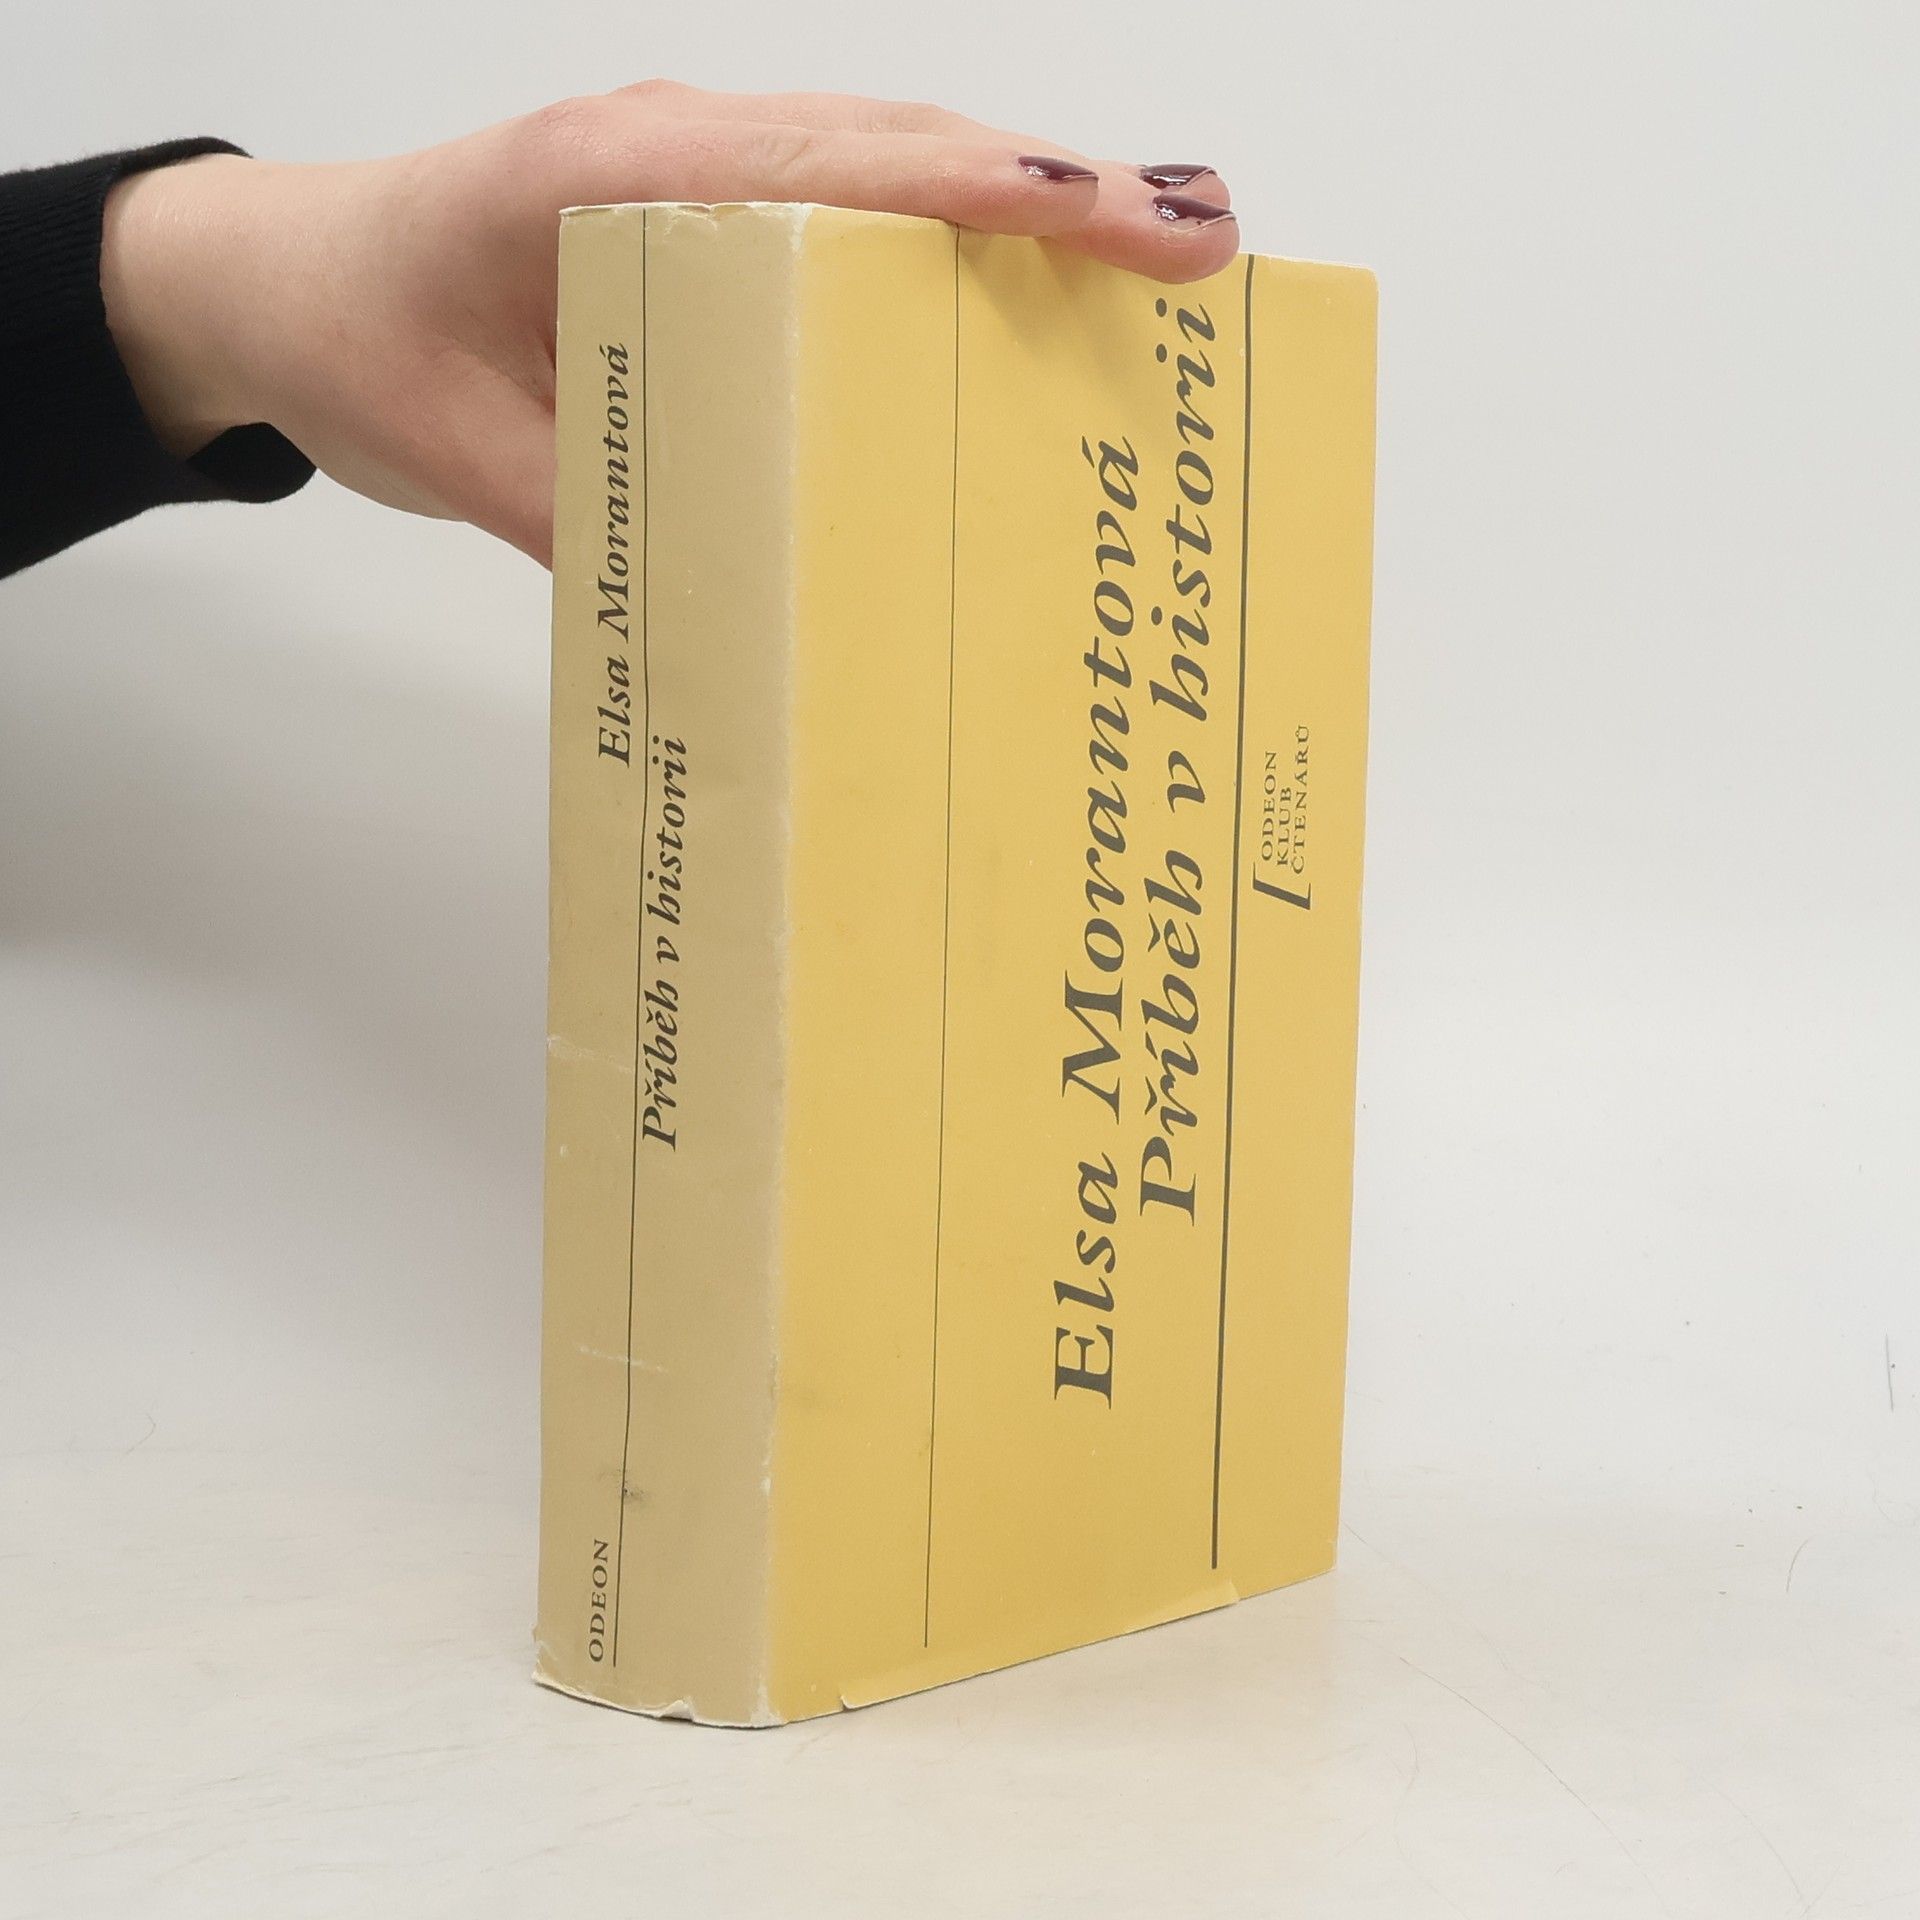 Elsa Morantová
Příběh v historii
ODEON
Elsa Morantová
Příběh v historii
ODEON
KLUB
ČTENÁŘŮ